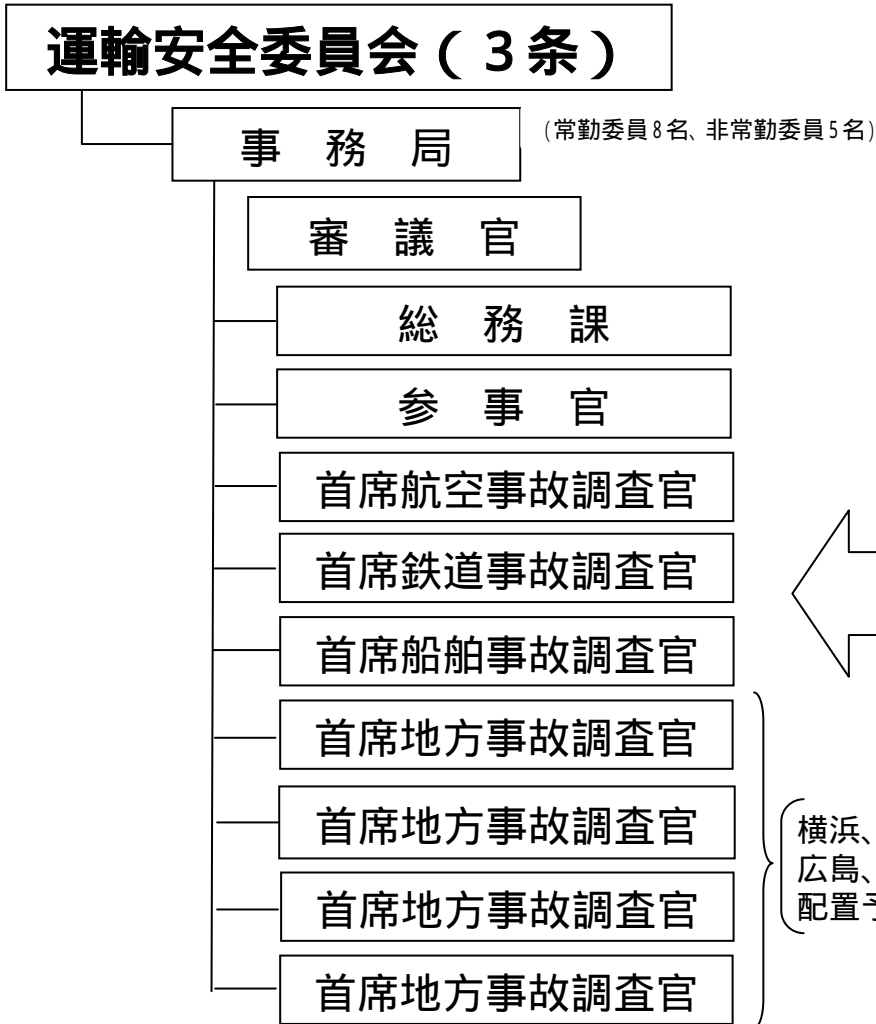 運輸安全委員会(3条)
事務局
(常勤委員8名、非常勤委員5名)
審議官
総務課
参事官
首席航空事故調査官
首席鉄道事故調査官
首席船舶事故調査官
首席地方事故調査官
首席地方事故調査官
首席地方事故調査官
首席地方事故調査官
横浜、
広島、
配置予